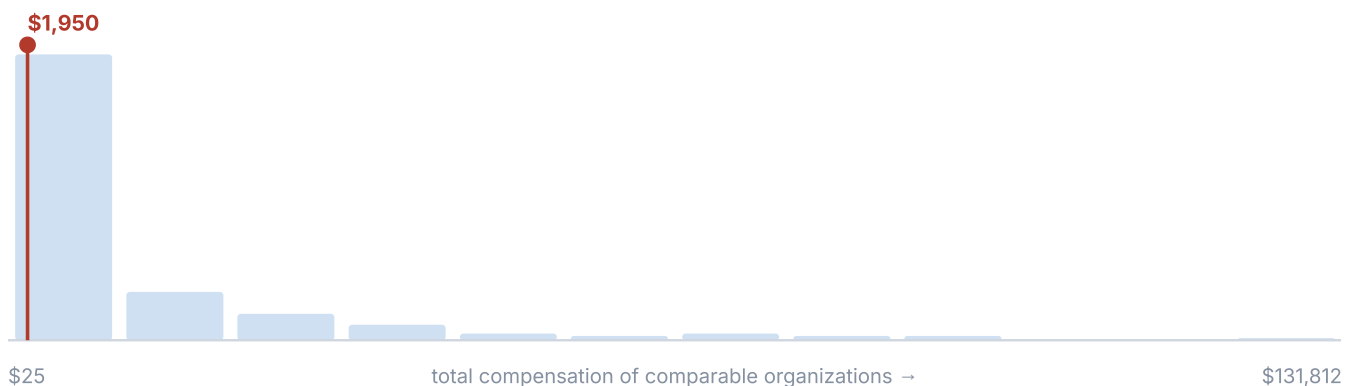 $1,950
$25 total compensation of comparable organizations → $131,812